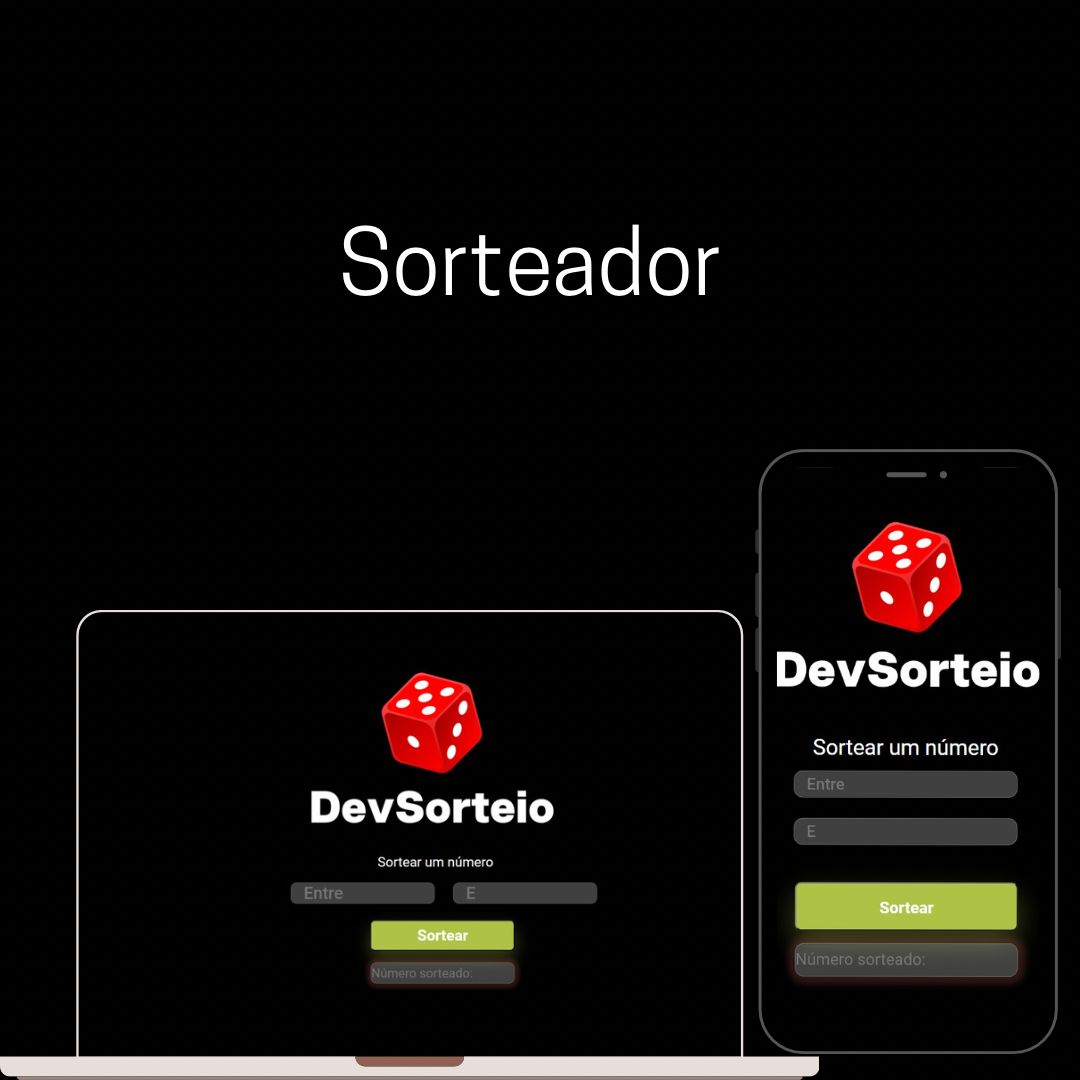 Sorteador
DevSorteio
Sortear um número
Entre
E
Sortear
Número sorteado:
DevSorteio
Sortear um número
Entre
E
Sortear
Número sorteado: